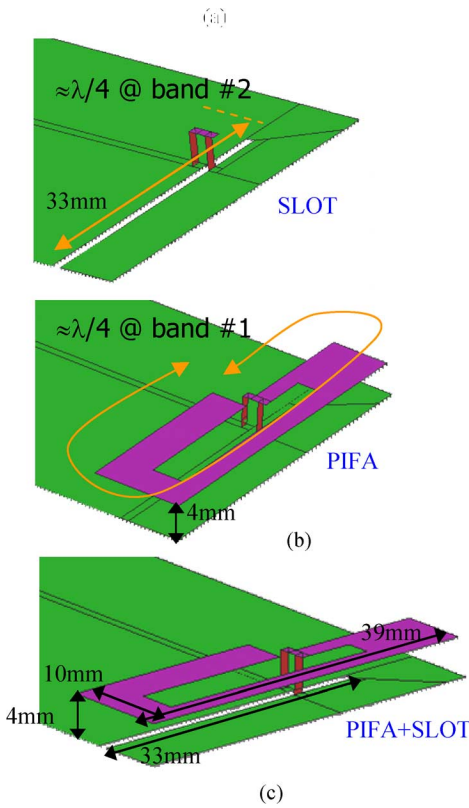 (a)
≈λ/4 @ band #2
33mm
SLOT
≈λ/4 @ band #1
PIFA
4mm
(b)
39mm
10mm
4mm
33mm
PIFA+SLOT
(c)